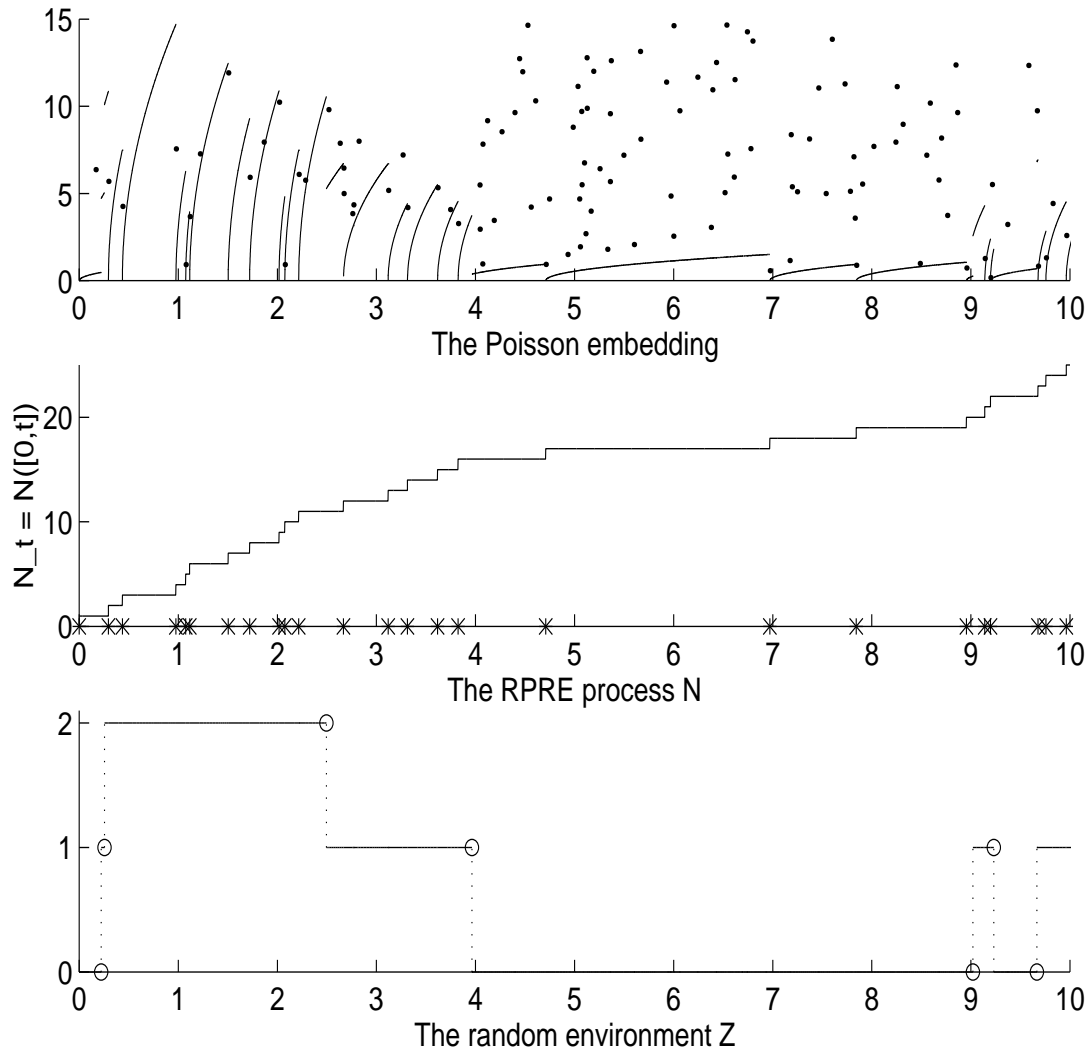 15
10
5
0
0 1 2 3 4 5 6 7 8 9 10
The Poisson embedding
N_t = N([0,t])
20
10
0
0 1 2 3 4 5 6 7 8 9 10
The RPRE process N
2
1
0
0 1 2 3 4 5 6 7 8 9 10
The random environment Z